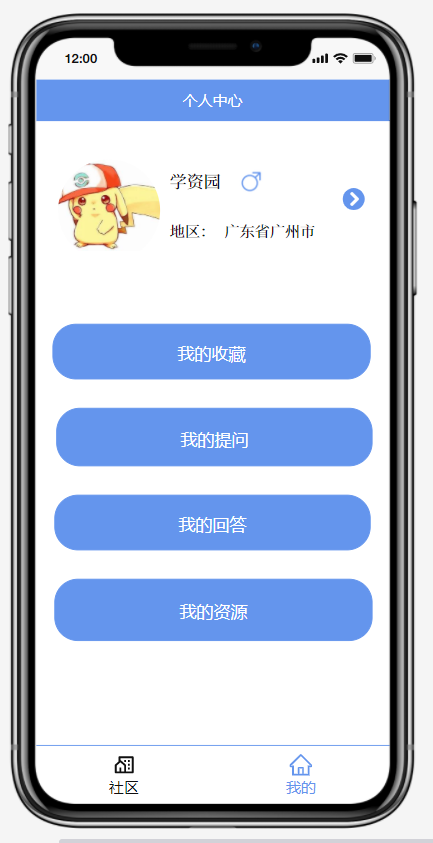 12:00
个人中心
学资园
地区： 广东省广州市
我的收藏
我的提问
我的回答
我的资源
社区
我的